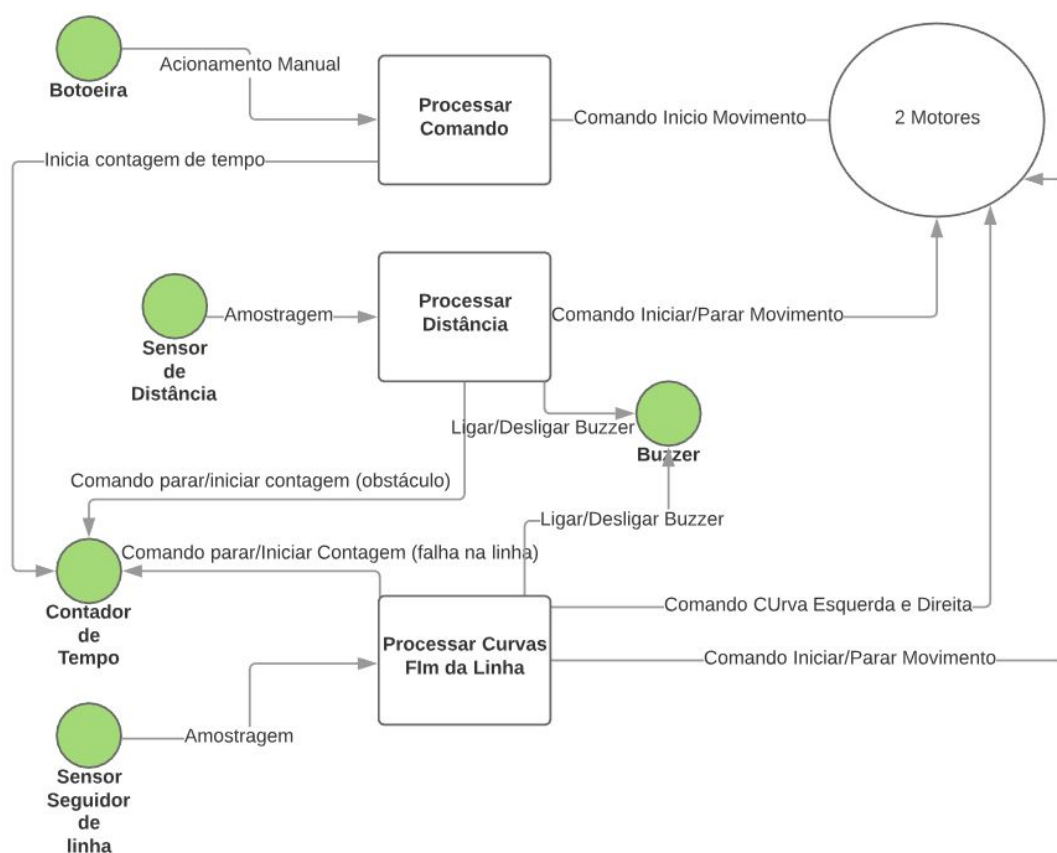 Botoeira
Acionamento Manual
Processar
Comando
Comando Inicio Movimento
2 Motores
Inicia contagem de tempo
Sensor
de
Distância
Amostragem
Processar
Distância
Comando Iniciar/Parar Movimento
Ligar/Desligar Buzzer
Buzzer
Comando parar/iniciar contagem (obstáculo)
Ligar/Desligar Buzzer
Comando parar/Iniciar Contagem (falha na linha)
Contador
de
Tempo
Processar Curvas
FIm da Linha
Comando CUrva Esquerda e Direita
Comando Iniciar/Parar Movimento
Amostragem
Sensor
Seguidor
de
linha